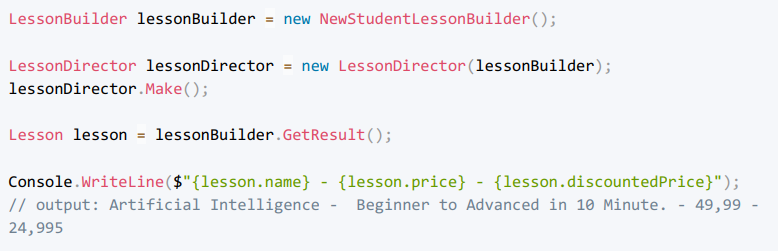 LessonBuilder lessonBuilder = new NewStudentLessonBuilder();
LessonDirector lessonDirector = new LessonDirector(lessonBuilder);
lessonDirector.Make();
Lesson lesson = lessonBuilder.GetResult();
Console.WriteLine($"{lesson.name} - {lesson.price} - {lesson.discountedPrice}");
// output: Artificial Intelligence -  Beginner to Advanced in 10 Minute. - 49,99 -
24,995